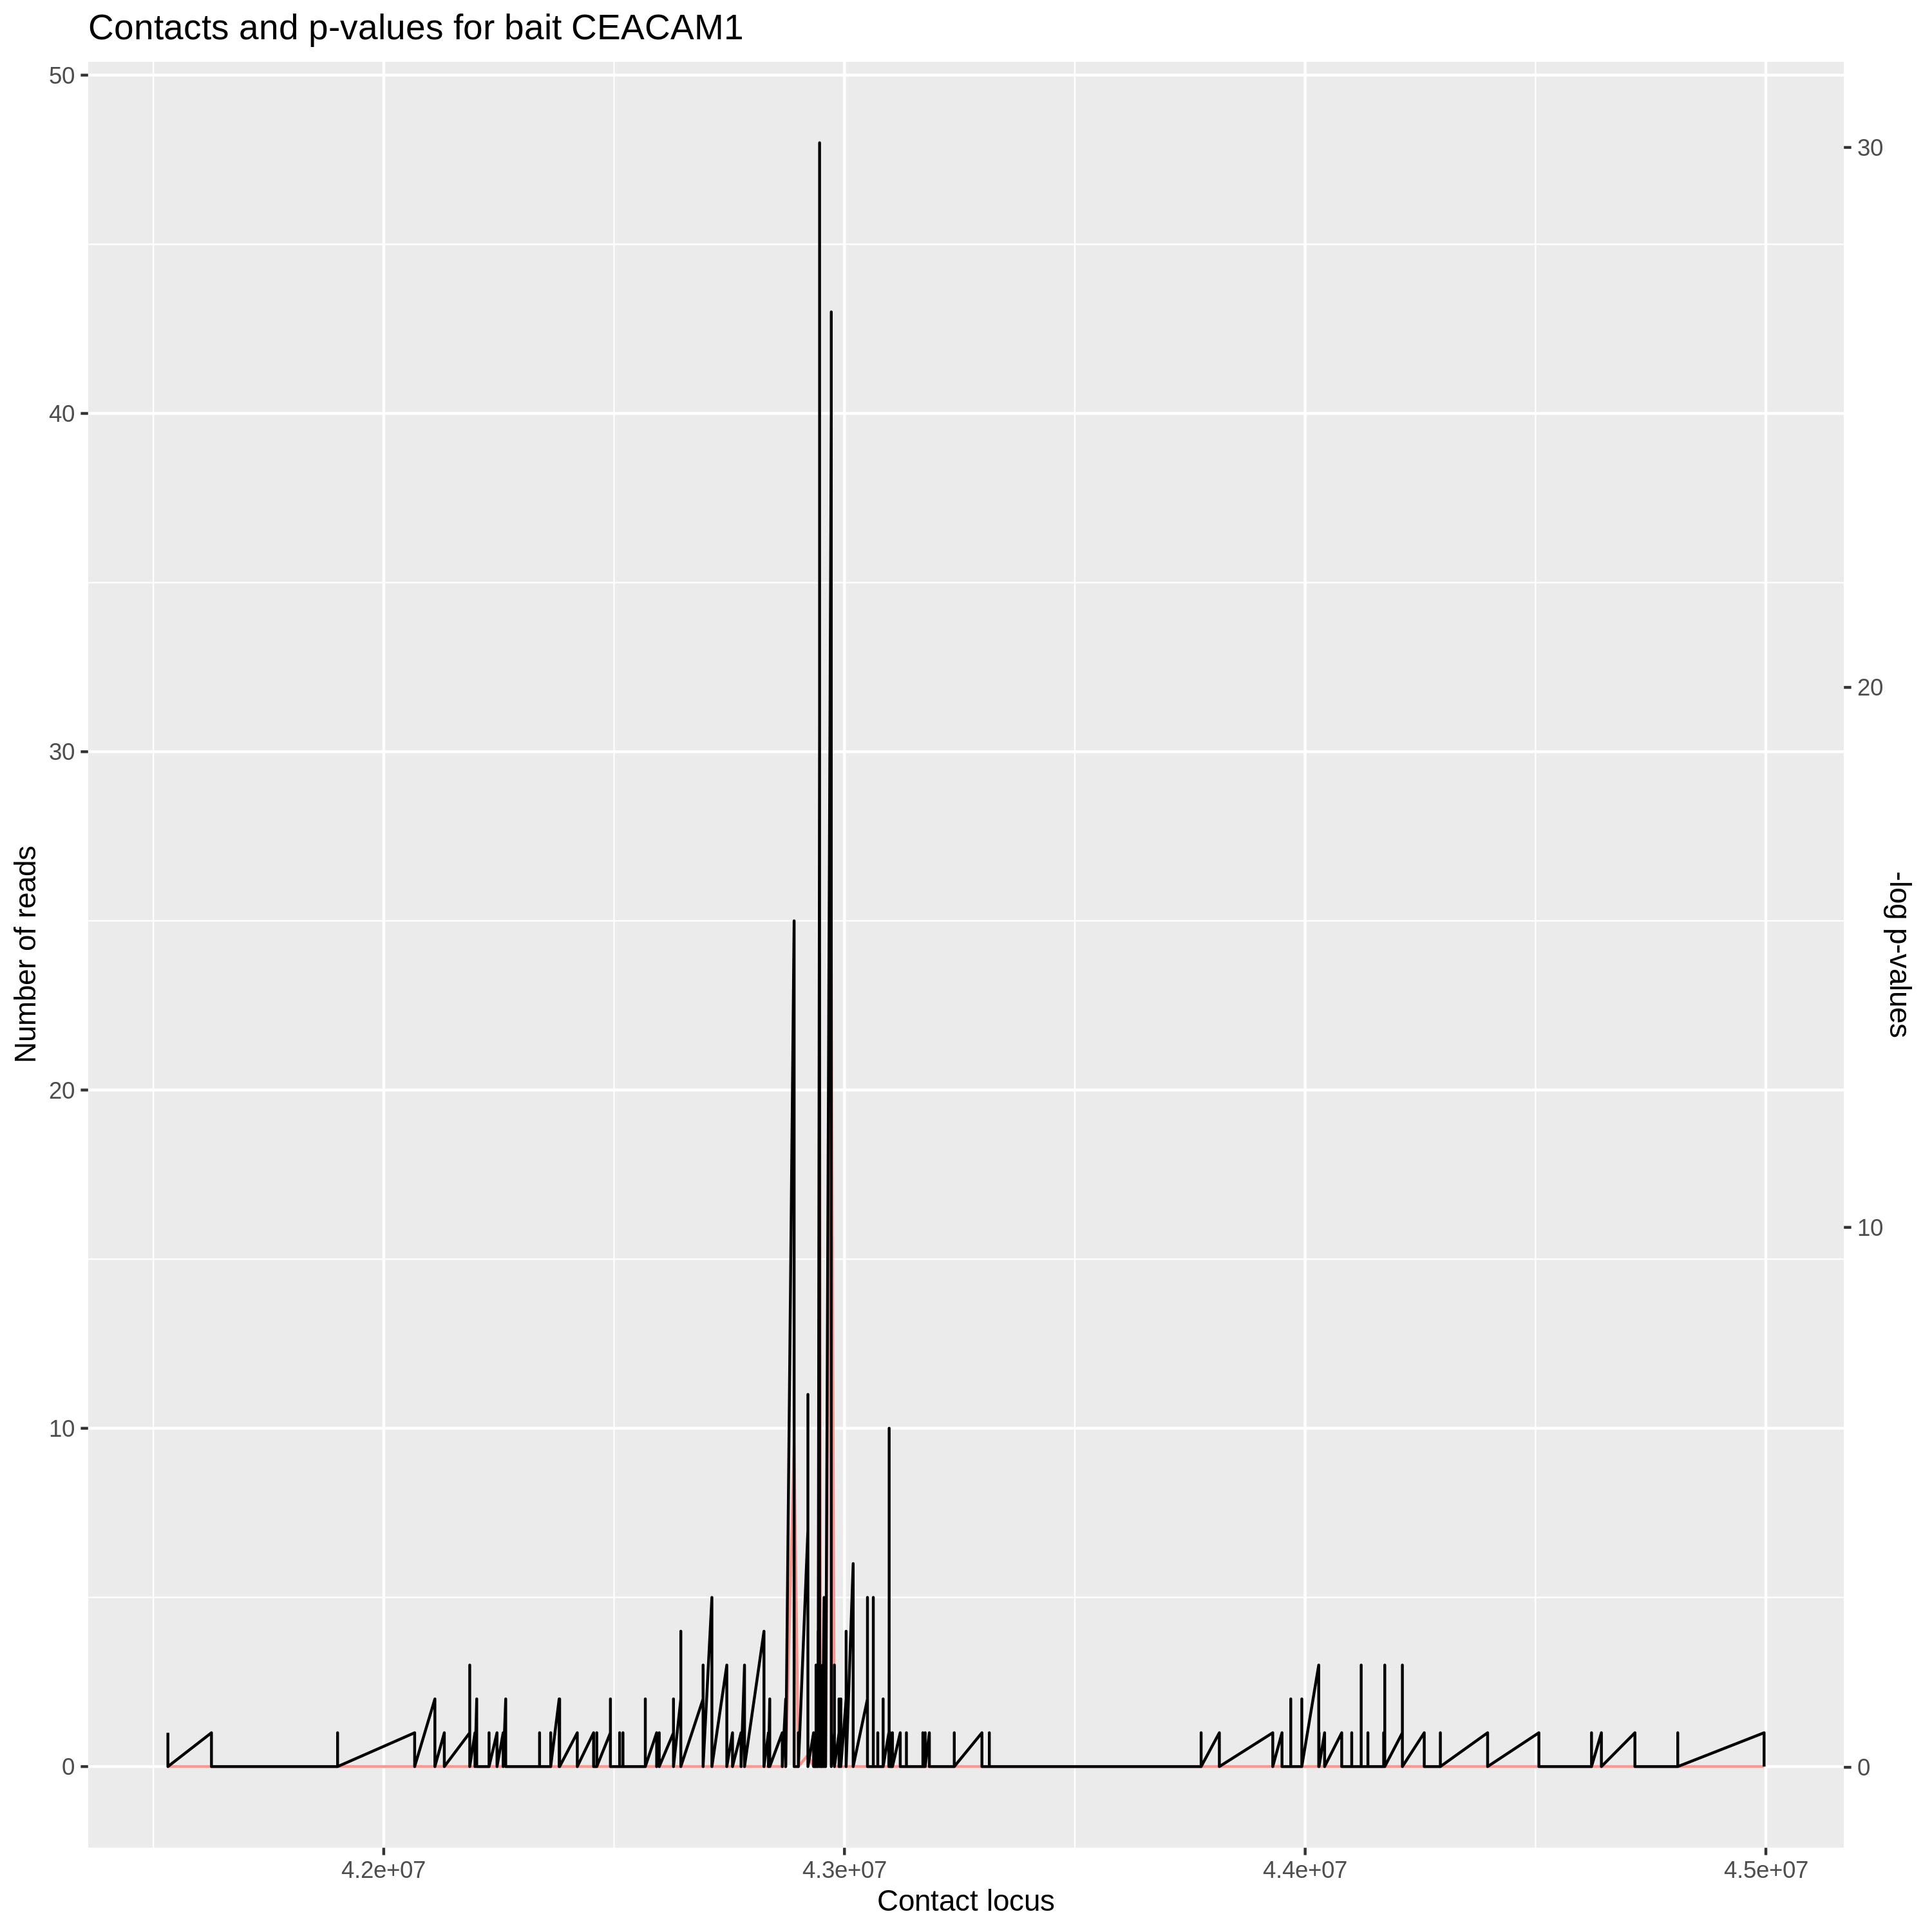 Contacts and p-values for bait CEACAM1
50
40
30
20
10
0
Number of reads
30
20
10
0
-log p-values
4.2e+07
4.3e+07
4.4e+07
4.5e+07
Contact locus